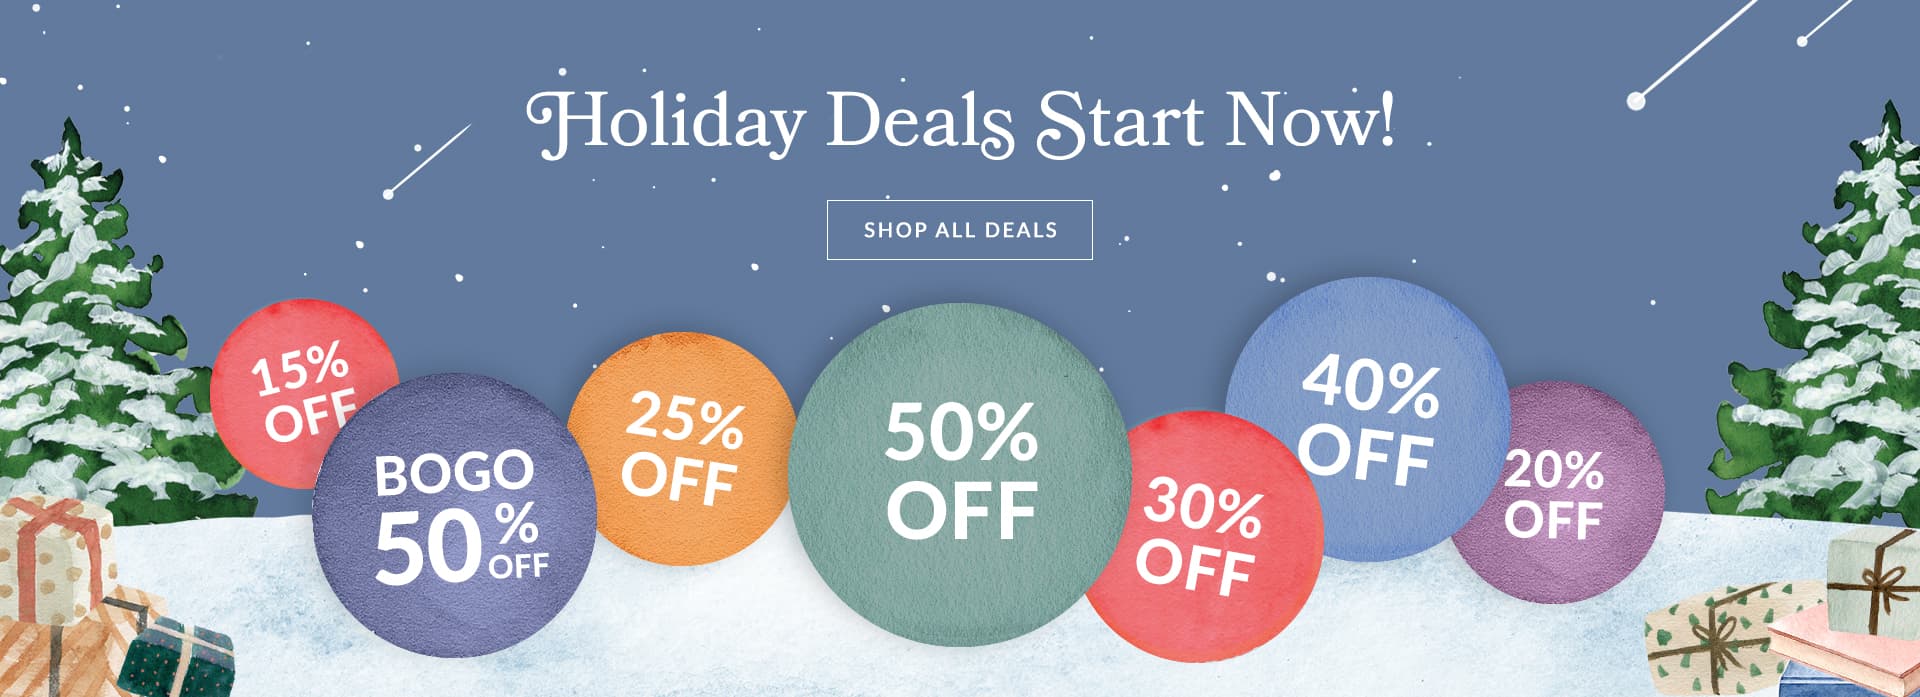 Holiday Deals Start Now!
SHOP ALL DEALS
15%
OFF
BOGO
50%
OFF
25%
OFF
50%
OFF
30%
OFF
40%
OFF
20%
OFF